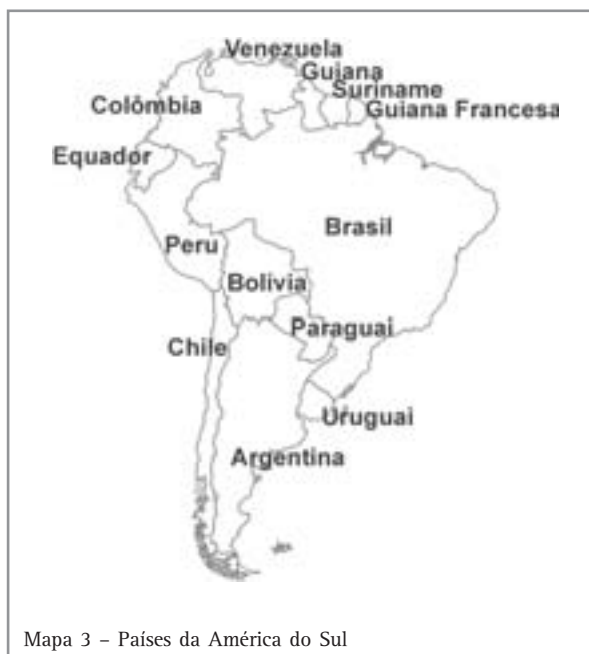 Venezuela
Guiana
Suriname
Colômbia
Guiana Francesa
Equador
Brasil
Peru
Bolivia
Paraguai
Chile
Uruguai
Argentina
Mapa 3 – Países da América do Sul